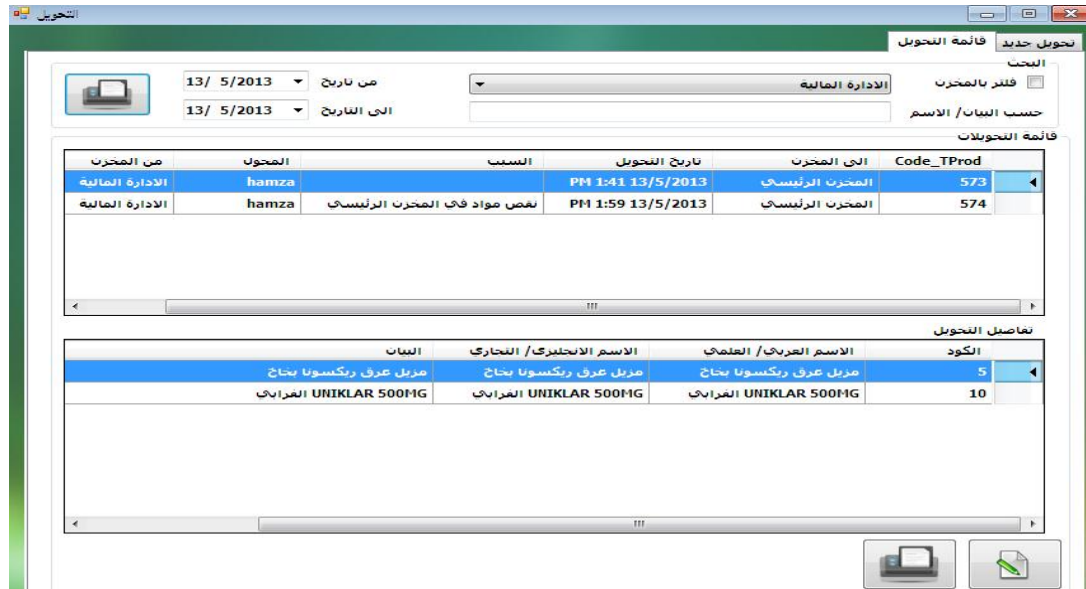 التحويل
تحويل جديد قائمة التحويل
البحث
فلتر بالمخزن الادارة المالية من تاريخ 13/ 5/2013
حسب البيان/ الاسم الى التاريخ 13/ 5/2013
قائمة التحويلات
Code_TProd الى المخزن تاريخ التحويل السبب المحول من المخزن
573 المخزن الرئيسي PM 1:41 13/5/2013 hamza الادارة المالية
574 المخزن الرئيسي PM 1:59 13/5/2013 نقص مواد في المخزن الرئيسي hamza الادارة المالية
تفاصيل التحويل
الكود الاسم العربي/ العلمي الاسم الانجليزي/ التجاري البيان
5 مزيل عرق ريكسونا بخاخ مزيل عرق ريكسونا بخاخ مزيل عرق ريكسونا بخاخ
10 UNIKLAR 500MG الفرابي UNIKLAR 500MG الفرابي UNIKLAR 500MG الفرابي